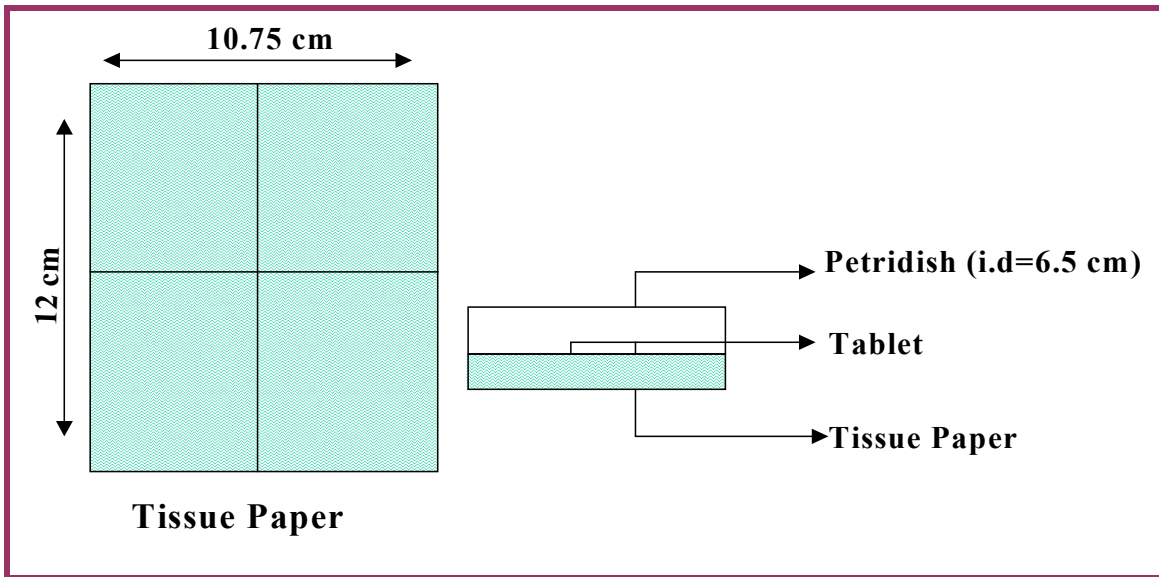 10.75 cm
12 cm
Petridish (i.d=6.5 cm)
Tablet
Tissue Paper
Tissue Paper